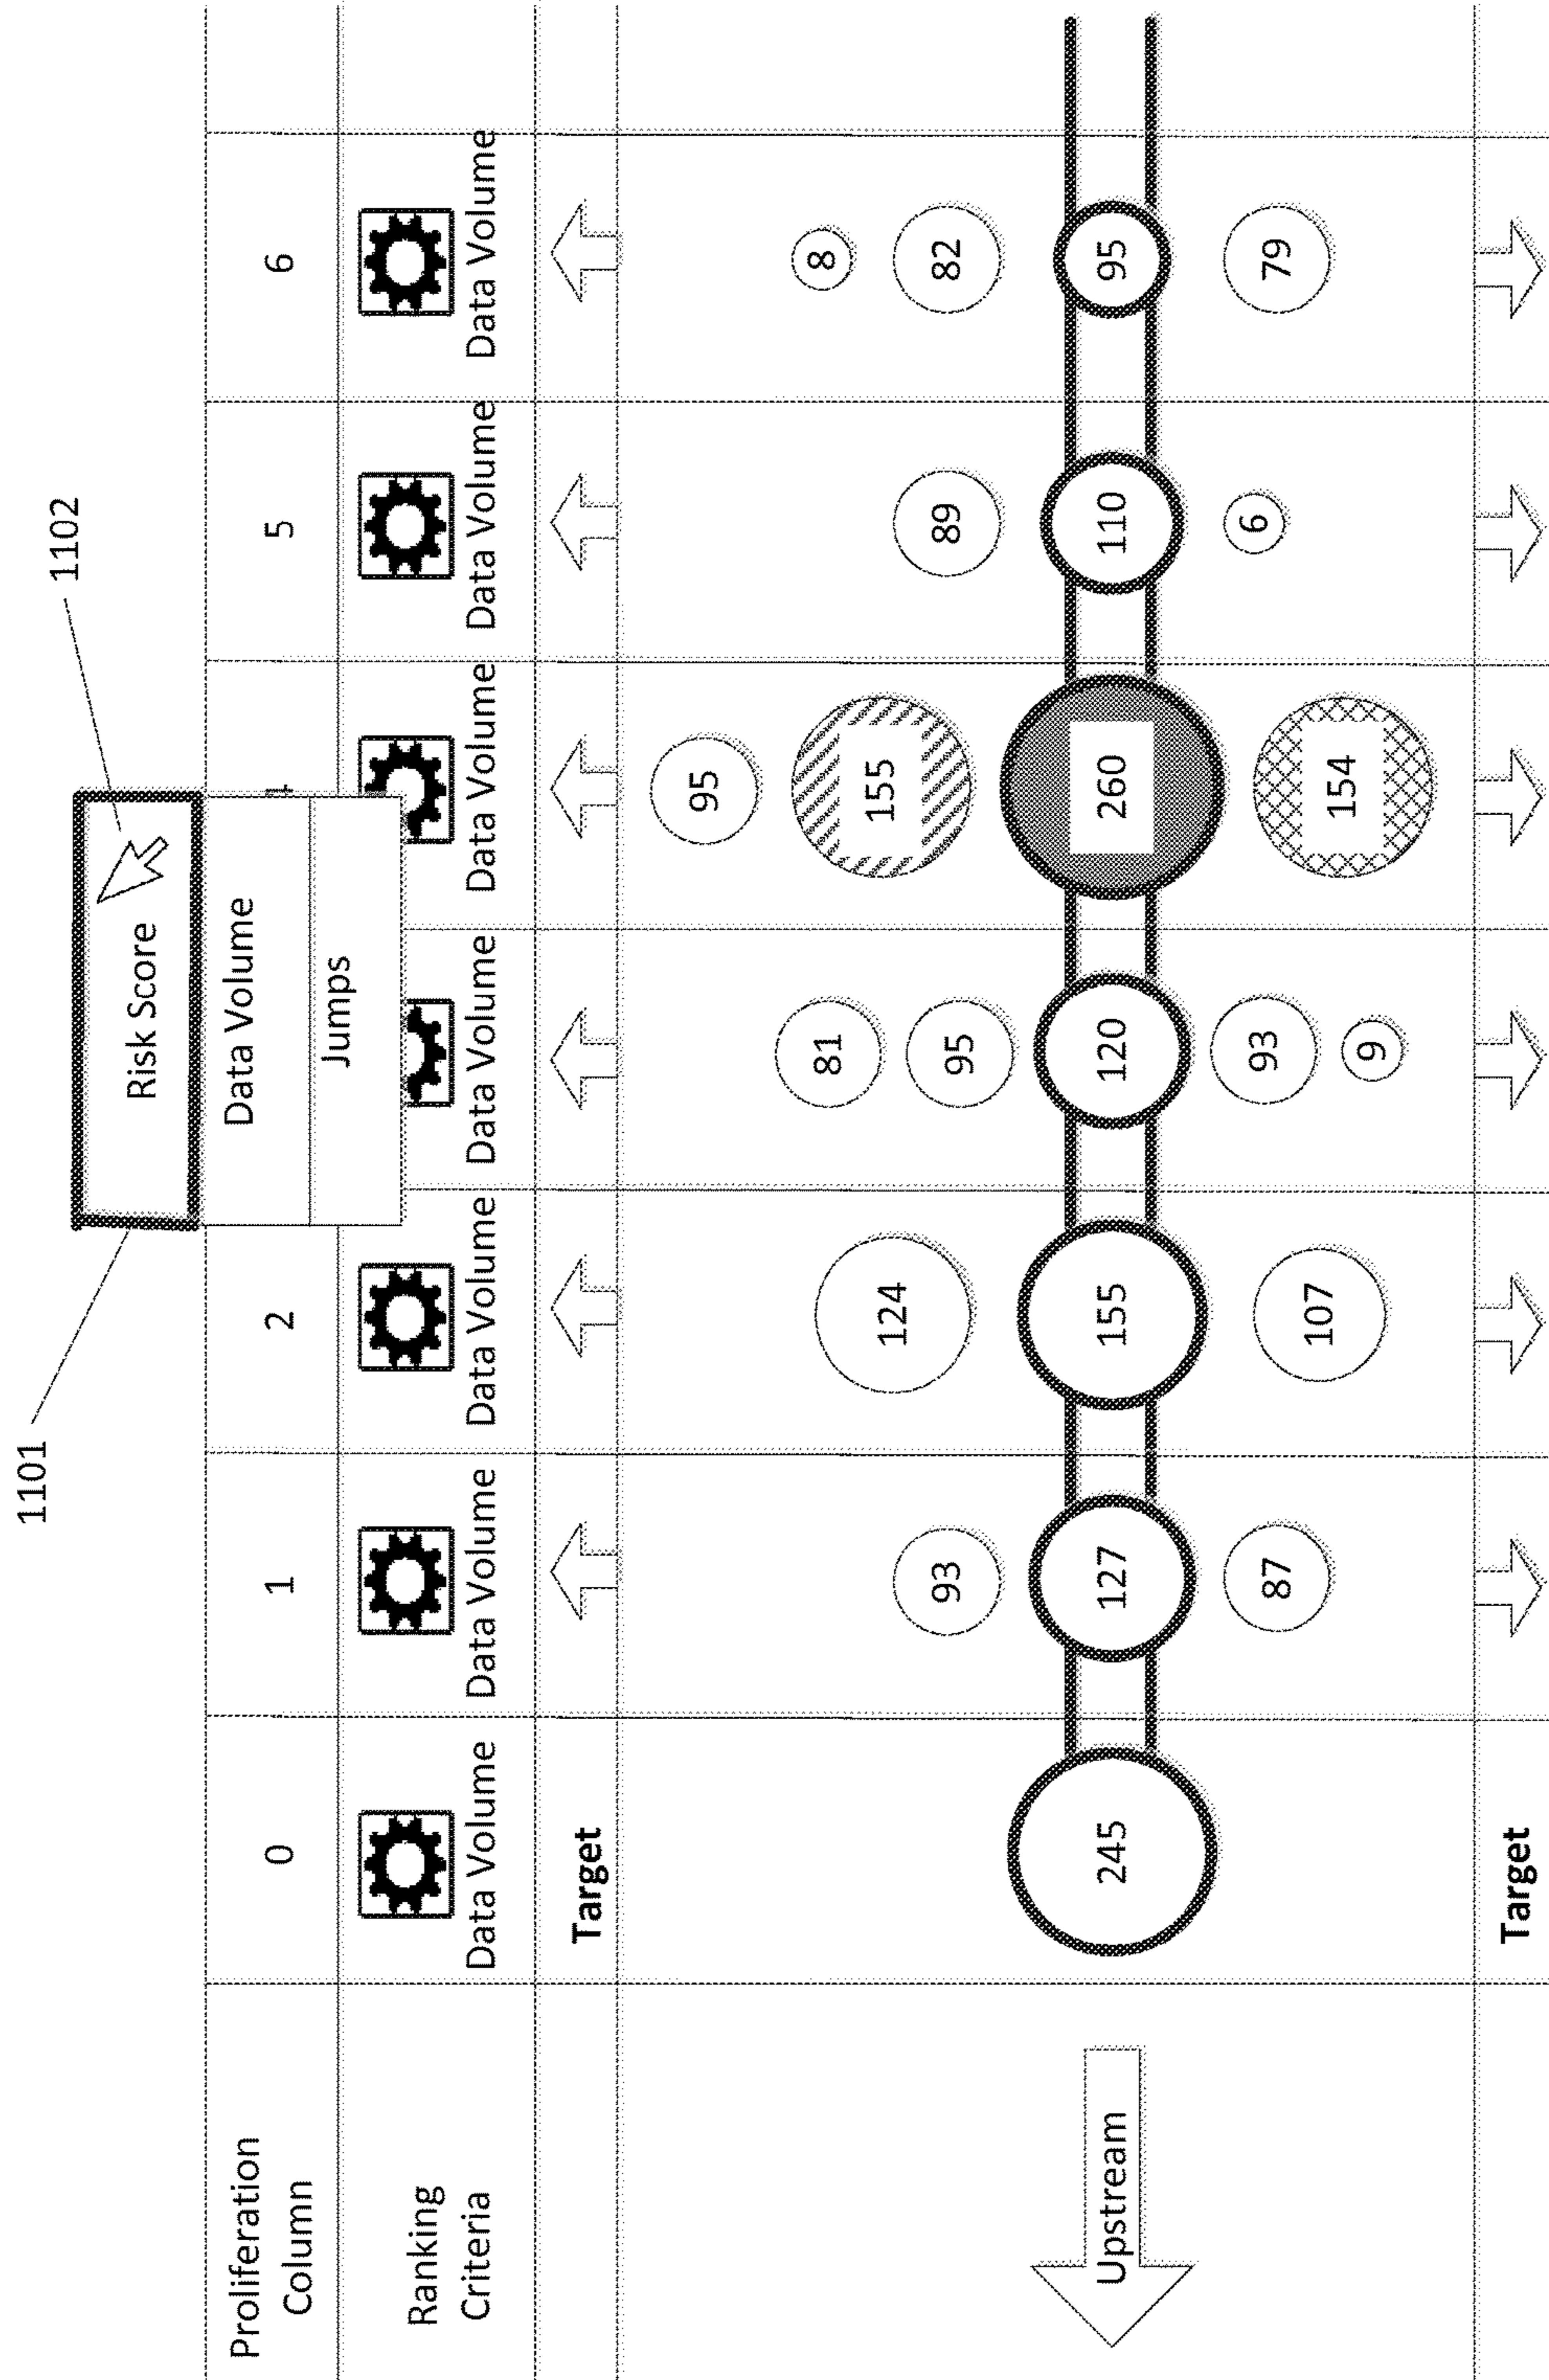 1101
1102
Risk Score
Data Volume
Jumps
Proliferation
Column
0 1 2 5 6
Ranking
Criteria
Data Volume Data Volume Data Volume Data Volume Data Volume Data Volume Data Volume
Target
95
81 8
124 155
93 95 89 82
Upstream 245 127 155 120 260 110 95
87 93 6 79
107 154
9
Target